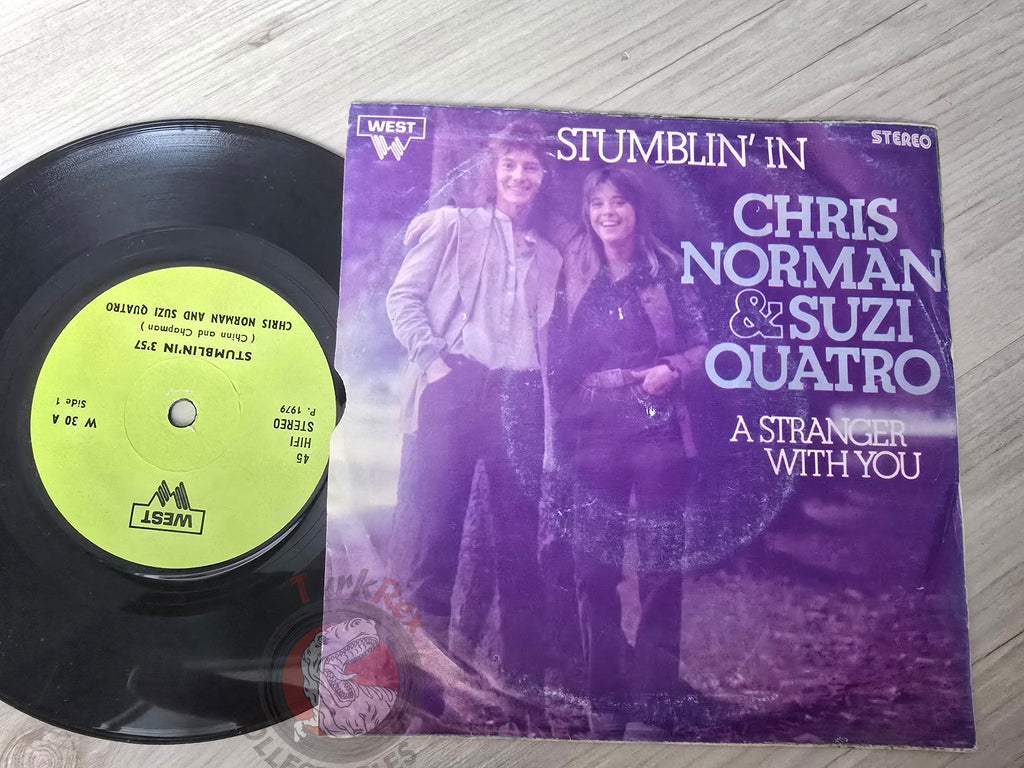 WEST
STUMBLIN' IN
STEREO
CHRIS
NORMAN
& SUZI
QUATRO
A STRANGER
WITH YOU
WEST
45
HIFI
STEREO
P. 1979
W 30 A
Side 1
STUMBLIN'IN 3'57
( Chinn and Chapman )
CHRIS NORMAN AND SUZI QUATRO
TurkRex